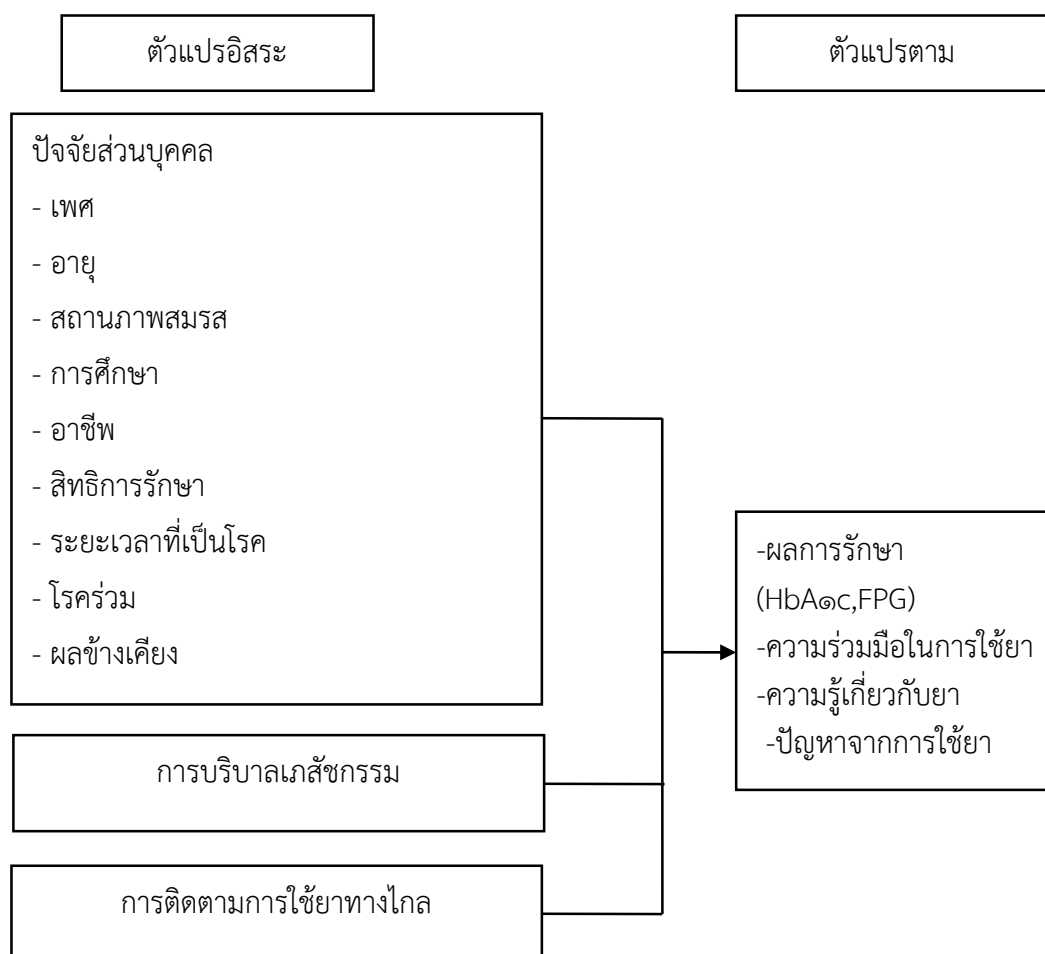 ตัวแปรอิสระ
ตัวแปรตาม
ปัจจัยส่วนบุคคล
- เพศ
- อายุ
- สถานภาพสมรส
- การศึกษา
- อาชีพ
- สิทธิการรักษา
- ระยะเวลาที่เป็นโรค
- โรคร่วม
- ผลข้างเคียง
การบริบาลเภสัชกรรม
การติดตามการใช้ยาทางไกล
-ผลการรักษา
(HbA๑c,FPG)
-ความร่วมมือในการใช้ยา
-ความรู้เกี่ยวกับยา
-ปัญหาจากการใช้ยา